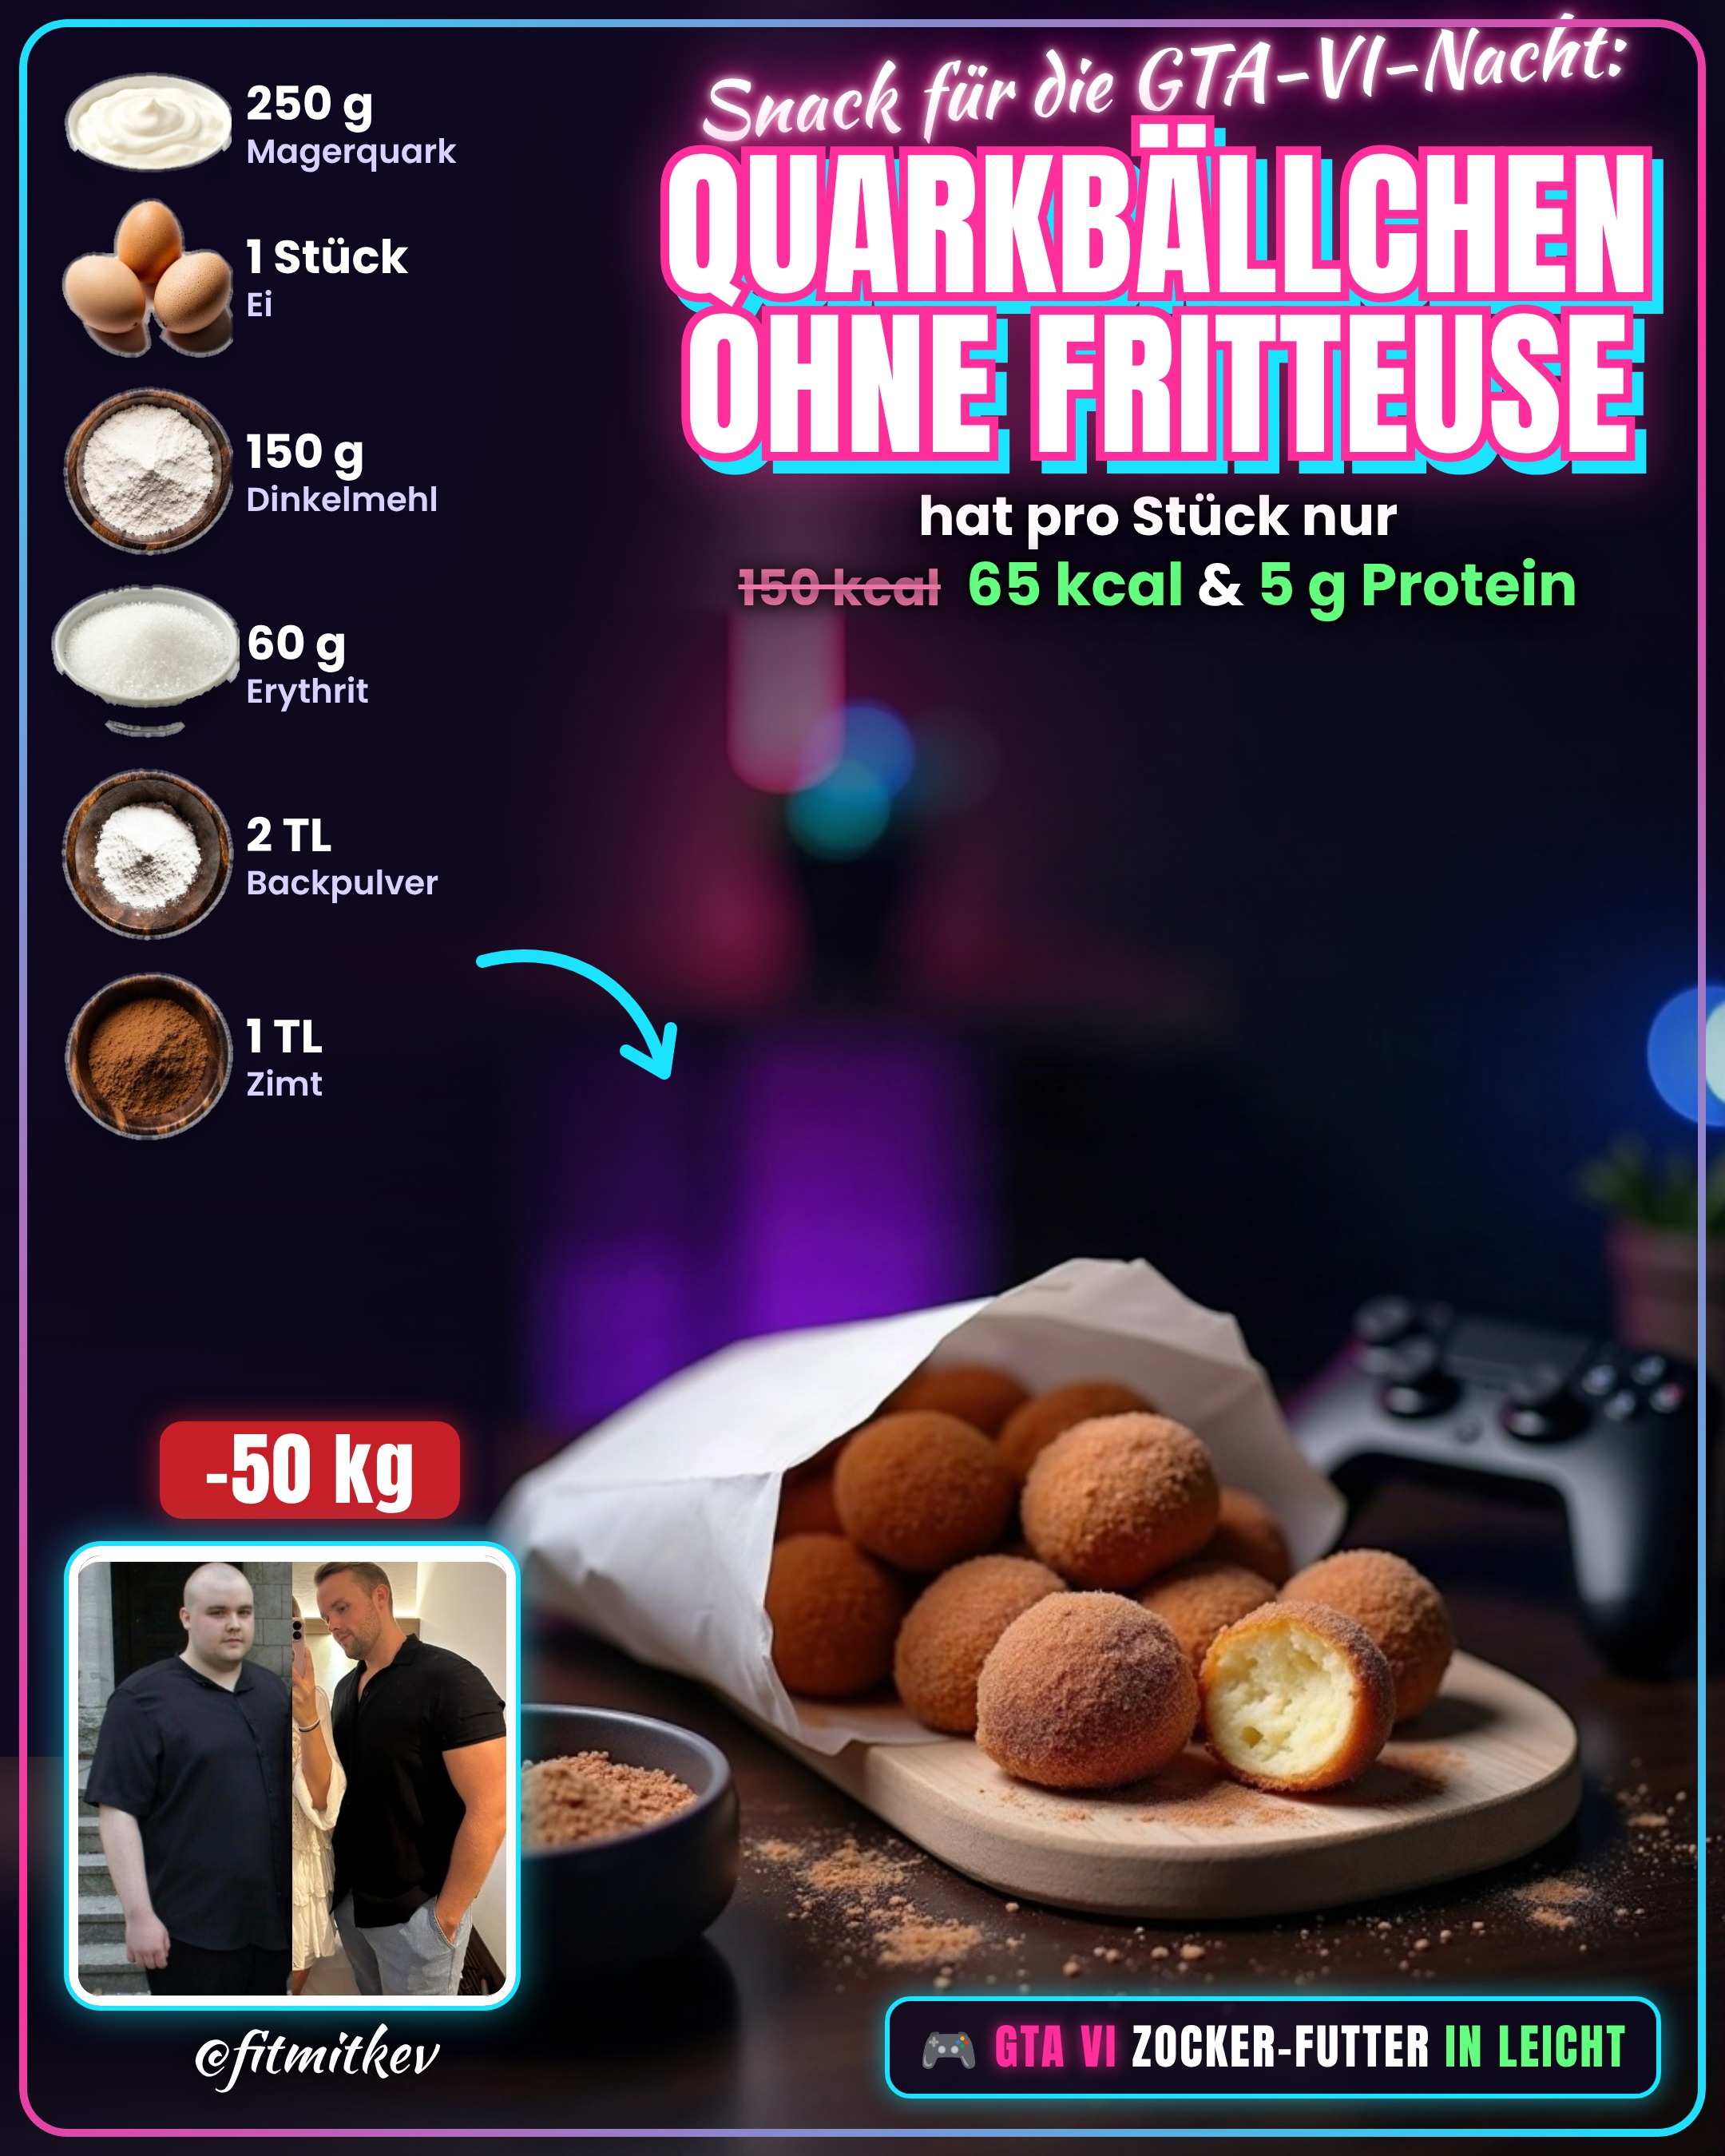 Snack für die GTA-VI-Nacht:
QUARKBÄLLCHEN
OHNE FRITTEUSE
hat pro Stück nur
150 kcal 65 kcal & 5 g Protein
250 g
Magerquark
1 Stück
Ei
150 g
Dinkelmehl
60 g
Erythrit
2 TL
Backpulver
1 TL
Zimt
-50 kg
@fitmitkev
🎮 GTA VI ZOCKER-FUTTER IN LEICHT